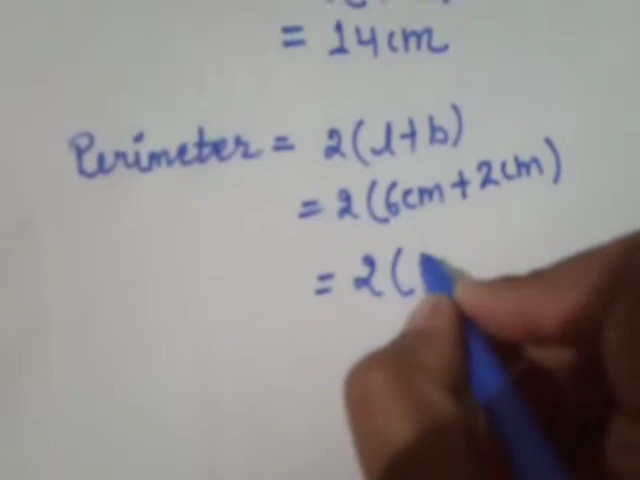 = 14cm
Perimeter = 2(l+b)
= 2(6cm+2cm)
= 2(